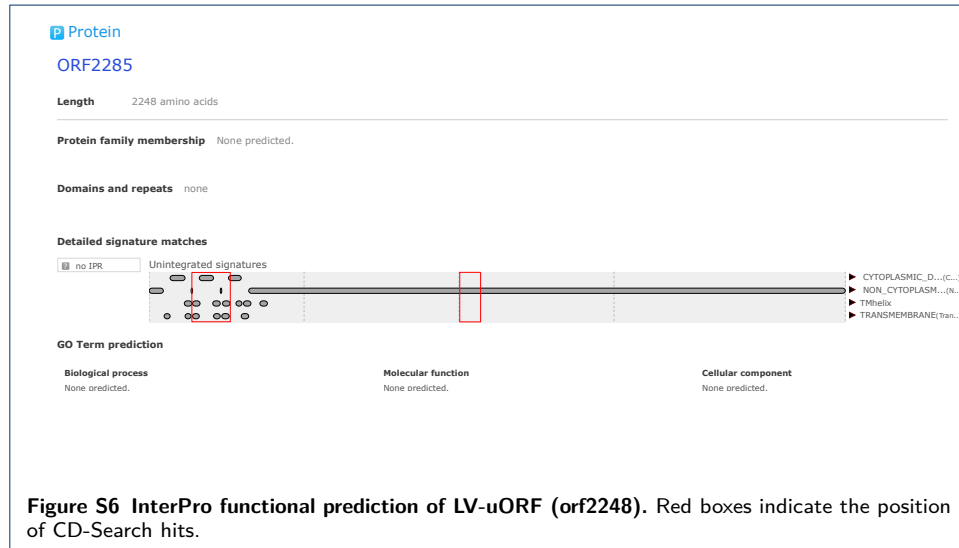 P Protein
ORF2285
Length 2248 amino acids
Protein family membership None predicted.
Domains and repeats none
Detailed signature matches
? no IPR Unintegrated signatures
CYTOPLASMIC_D...(C...)
NON_CYTOPLASM...(N...
TMhelix
TRANSMEMBRANE(Tran...
GO Term prediction
Biological process Molecular function Cellular component
None predicted. None predicted. None predicted.
Figure S6 InterPro functional prediction of LV-uORF (orf2248). Red boxes indicate the position
of CD-Search hits.